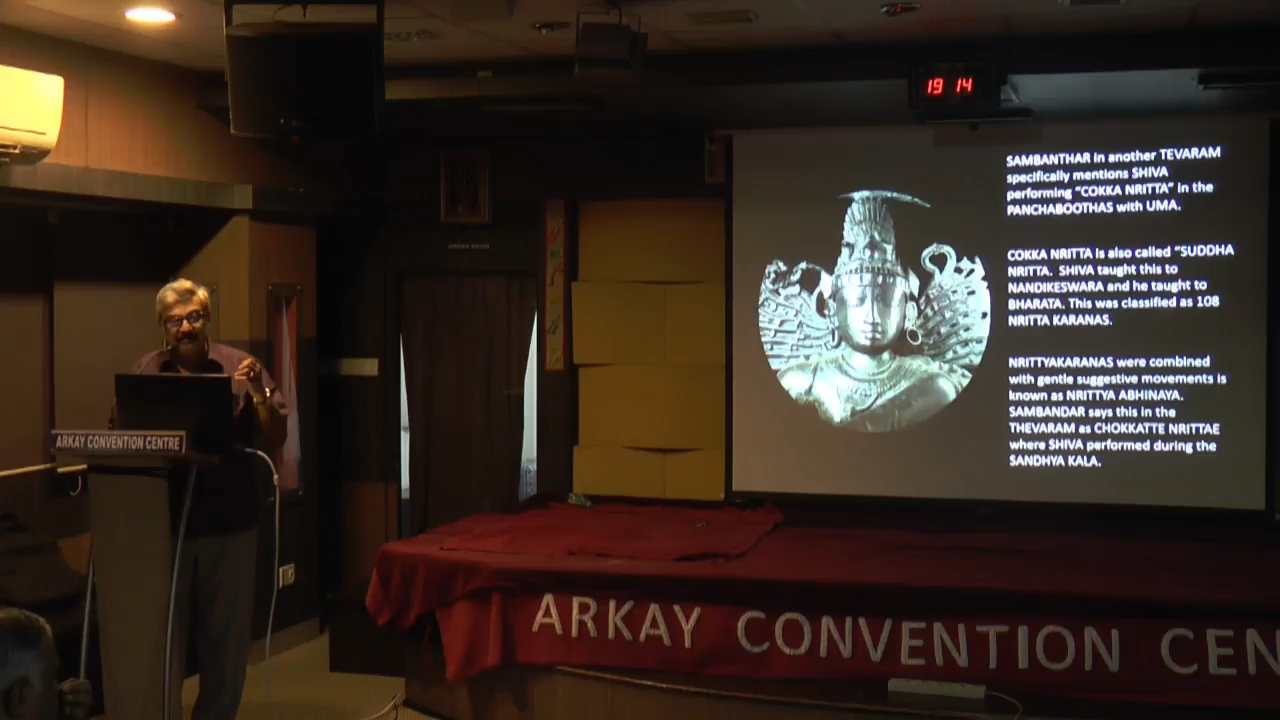 19 14
SAMBANTHAR in another TEVARAM
specifically mentions SHIVA
performing "COKKA NRITTA" in the
PANCHABOOTHAS with UMA.
COKKA NRITTA is also called "SUDDHA
NRITTA. SHIVA taught this to
NANDIKESWARA and he taught to
BHARATA. This was classified as 108
NRITTA KARANAS.
NRITTYAKARANAS were combined
with gentle suggestive movements is
known as NRITTYA ABHINAYA.
SAMBANDAR says this in the
THEVARAM as CHOKKATTE NRITTAE
where SHIVA performed during the
SANDHYA KALA.
GREEN ROOM
ARKAY CONVENTION CENTRE
ARKAY CONVENTION CEN